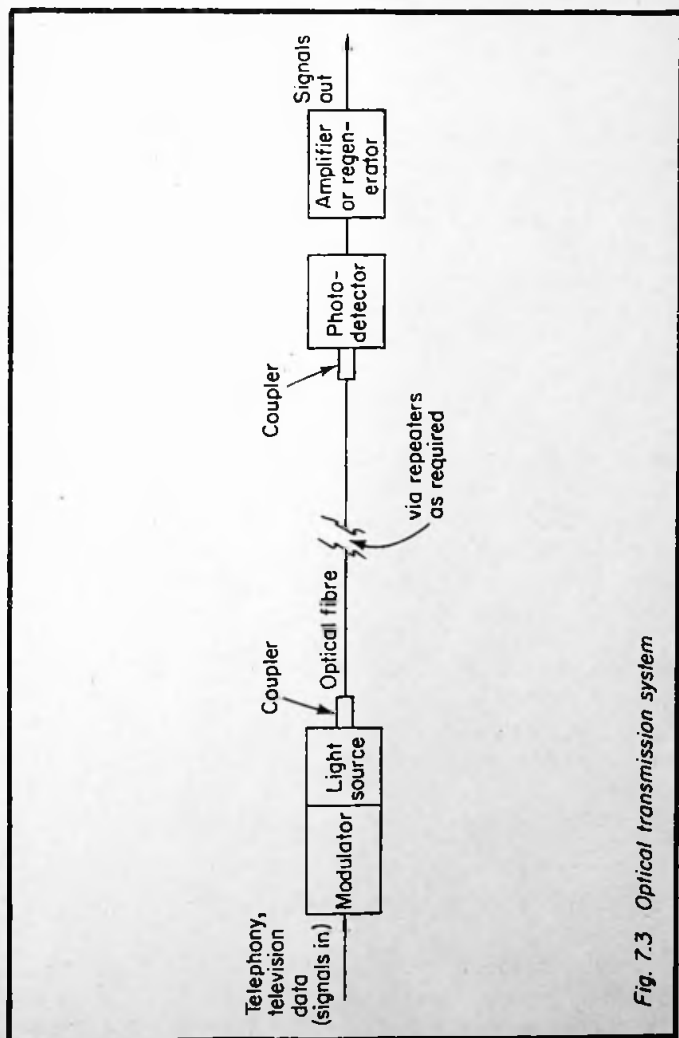 Telephony,
television
data
(signals in)
Modulator
Light
source
Coupler
Optical fibre
via repeaters
as required
Coupler
Photo-
detector
Amplifier
or regen-
erator
Signals
out
Fig. 7.3 Optical transmission system